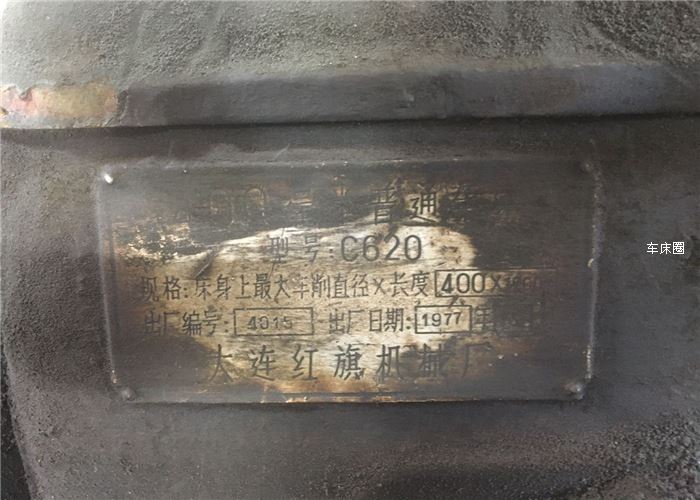 普通
型号:C620
规格:床身上最大车削直径×长度 400×
出厂编号: 4015 出厂日期: 1977 年
大连红旗机械厂
车床圈